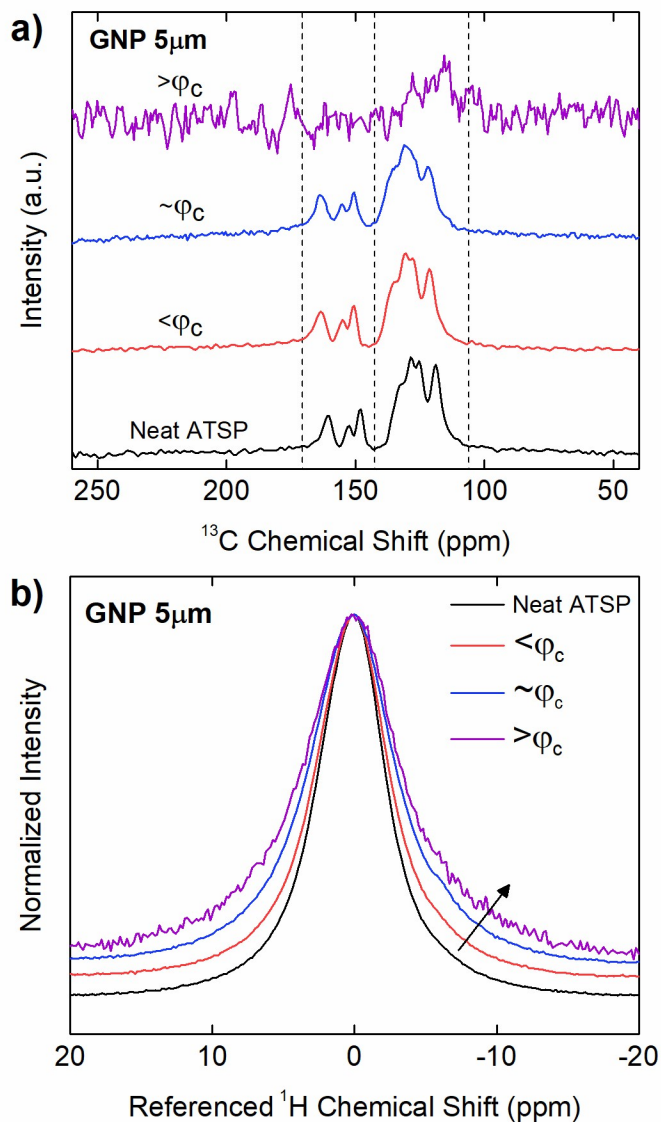 a)
GNP 5μm
>φc
~φc
<φc
Neat ATSP
Intensity (a.u.)
250 200 150 100 50
¹³C Chemical Shift (ppm)
b)
GNP 5μm
Neat ATSP
<φc
~φc
>φc
Normalized Intensity
20 10 0 -10 -20
Referenced ¹H Chemical Shift (ppm)